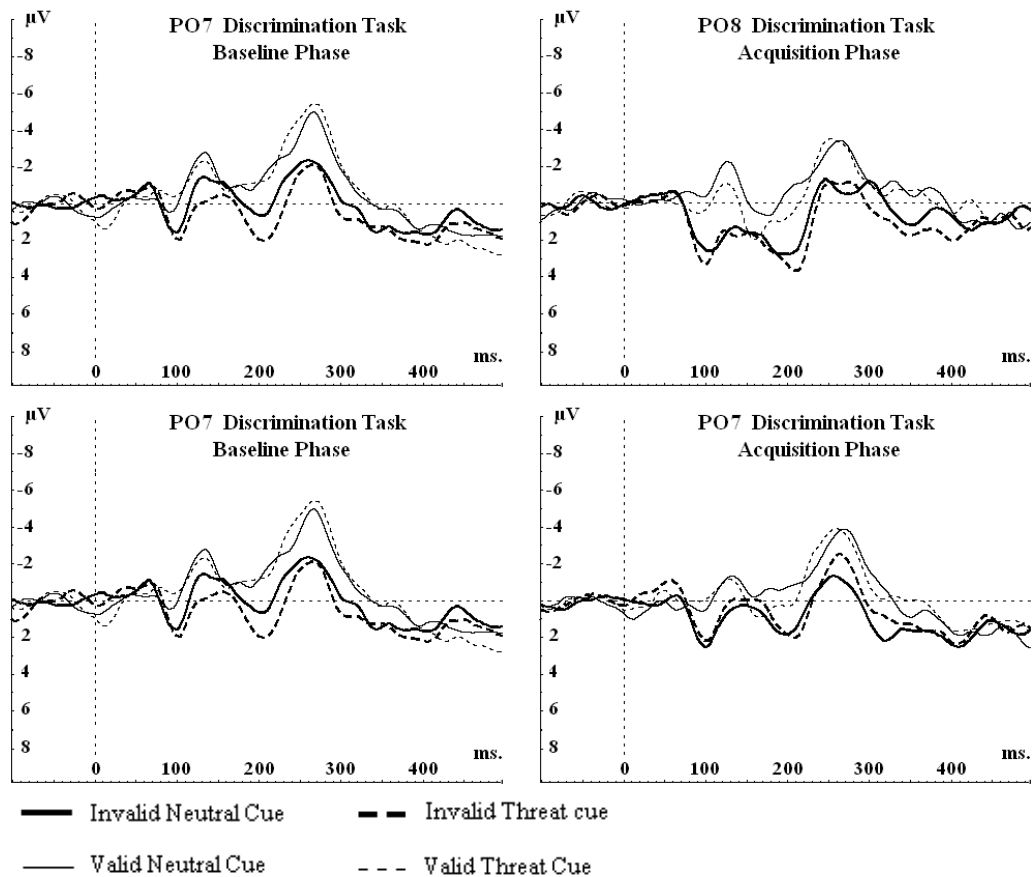 µV
PO7 Discrimination Task
Baseline Phase
-8
-6
-4
-2
0
2
4
6
8
ms.
0 100 200 300 400
µV
PO8 Discrimination Task
Acquisition Phase
-8
-6
-4
-2
0
2
4
6
8
ms.
0 100 200 300 400
µV
PO7 Discrimination Task
Baseline Phase
-8
-6
-4
-2
0
2
4
6
8
ms.
0 100 200 300 400
µV
PO7 Discrimination Task
Acquisition Phase
-8
-6
-4
-2
0
2
4
6
8
ms.
0 100 200 300 400
Invalid Neutral Cue
Invalid Threat cue
Valid Neutral Cue
Valid Threat Cue